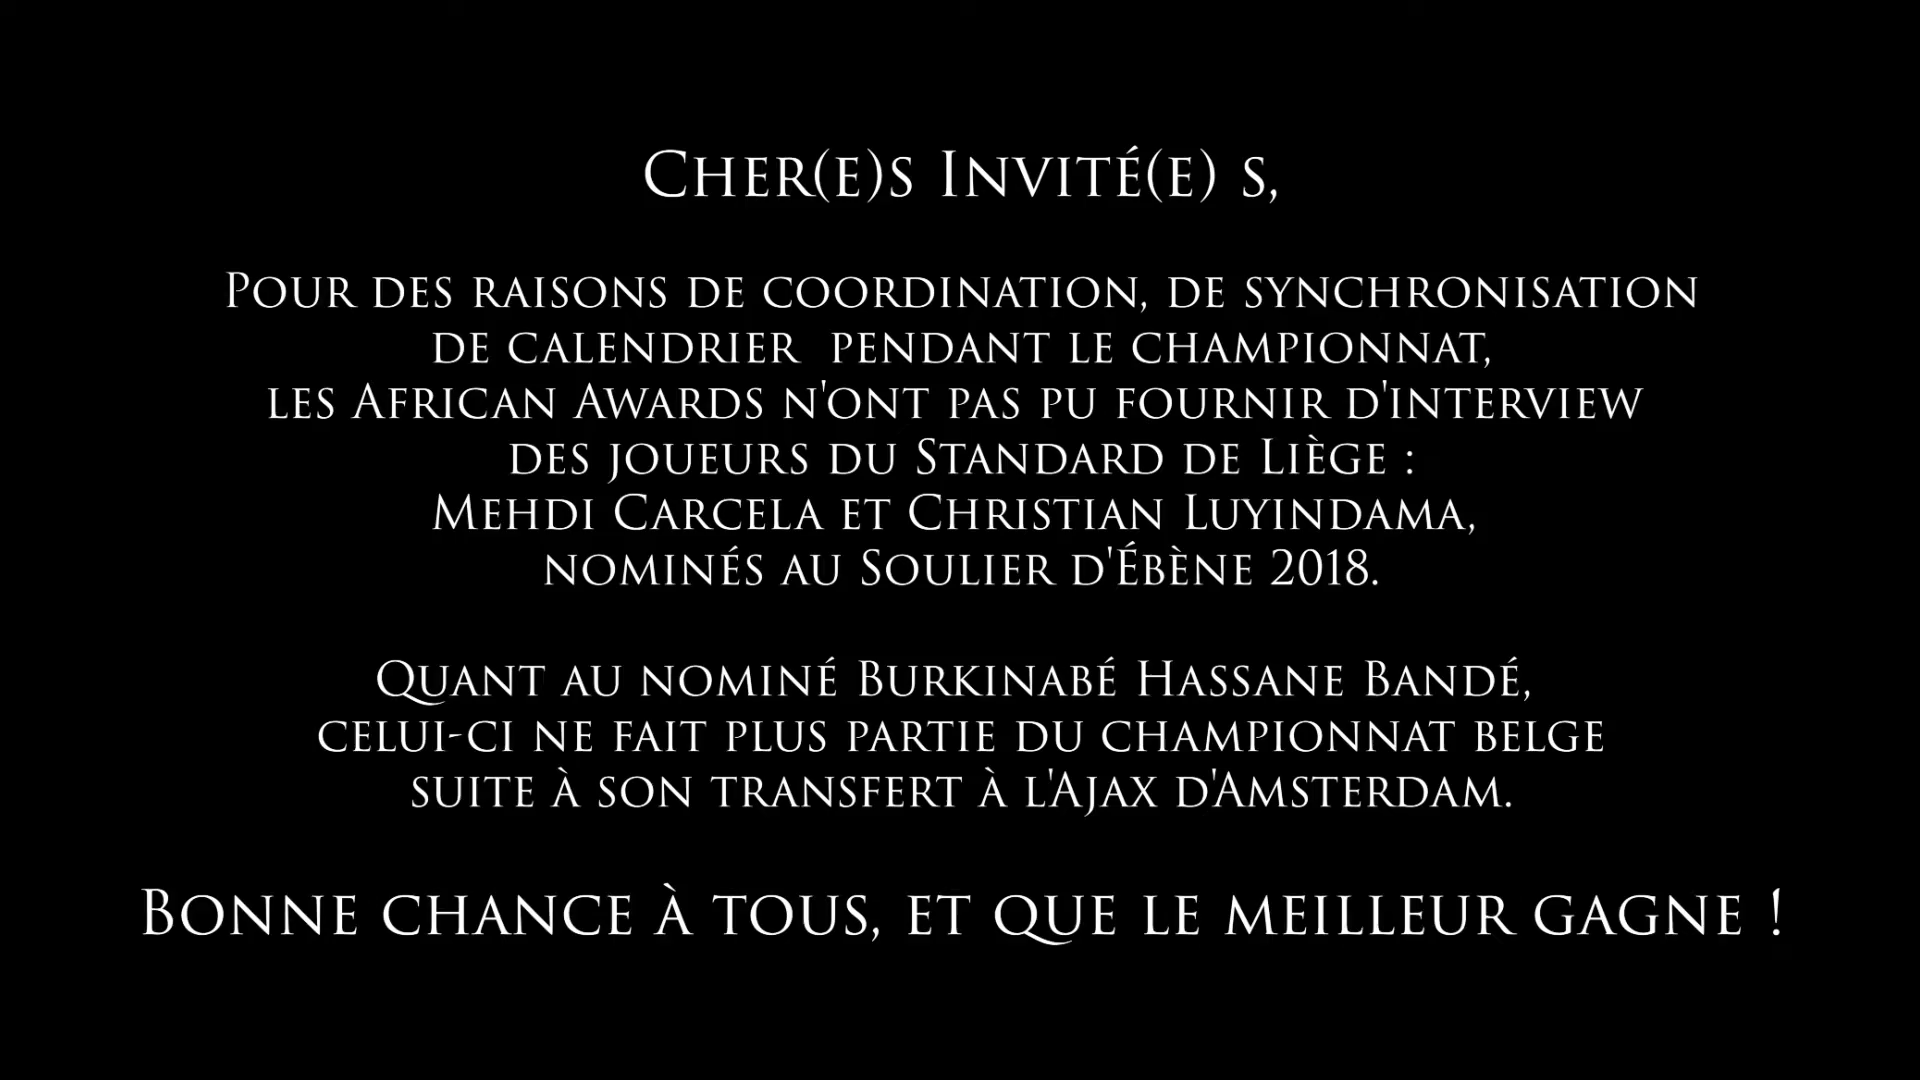 Cher(e)s Invité(e) s,
Pour des raisons de coordination, de synchronisation
de calendrier  pendant le championnat,
les African Awards n'ont pas pu fournir d'interview
des joueurs du Standard de Liège :
Mehdi Carcela et Christian Luyindama,
nominés au Soulier d'Ébène 2018.
Quant au nominé Burkinabé Hassane Bandé,
celui-ci ne fait plus partie du championnat belge
suite à son transfert à l'Ajax d'Amsterdam.
Bonne chance à tous, et que le meilleur gagne !